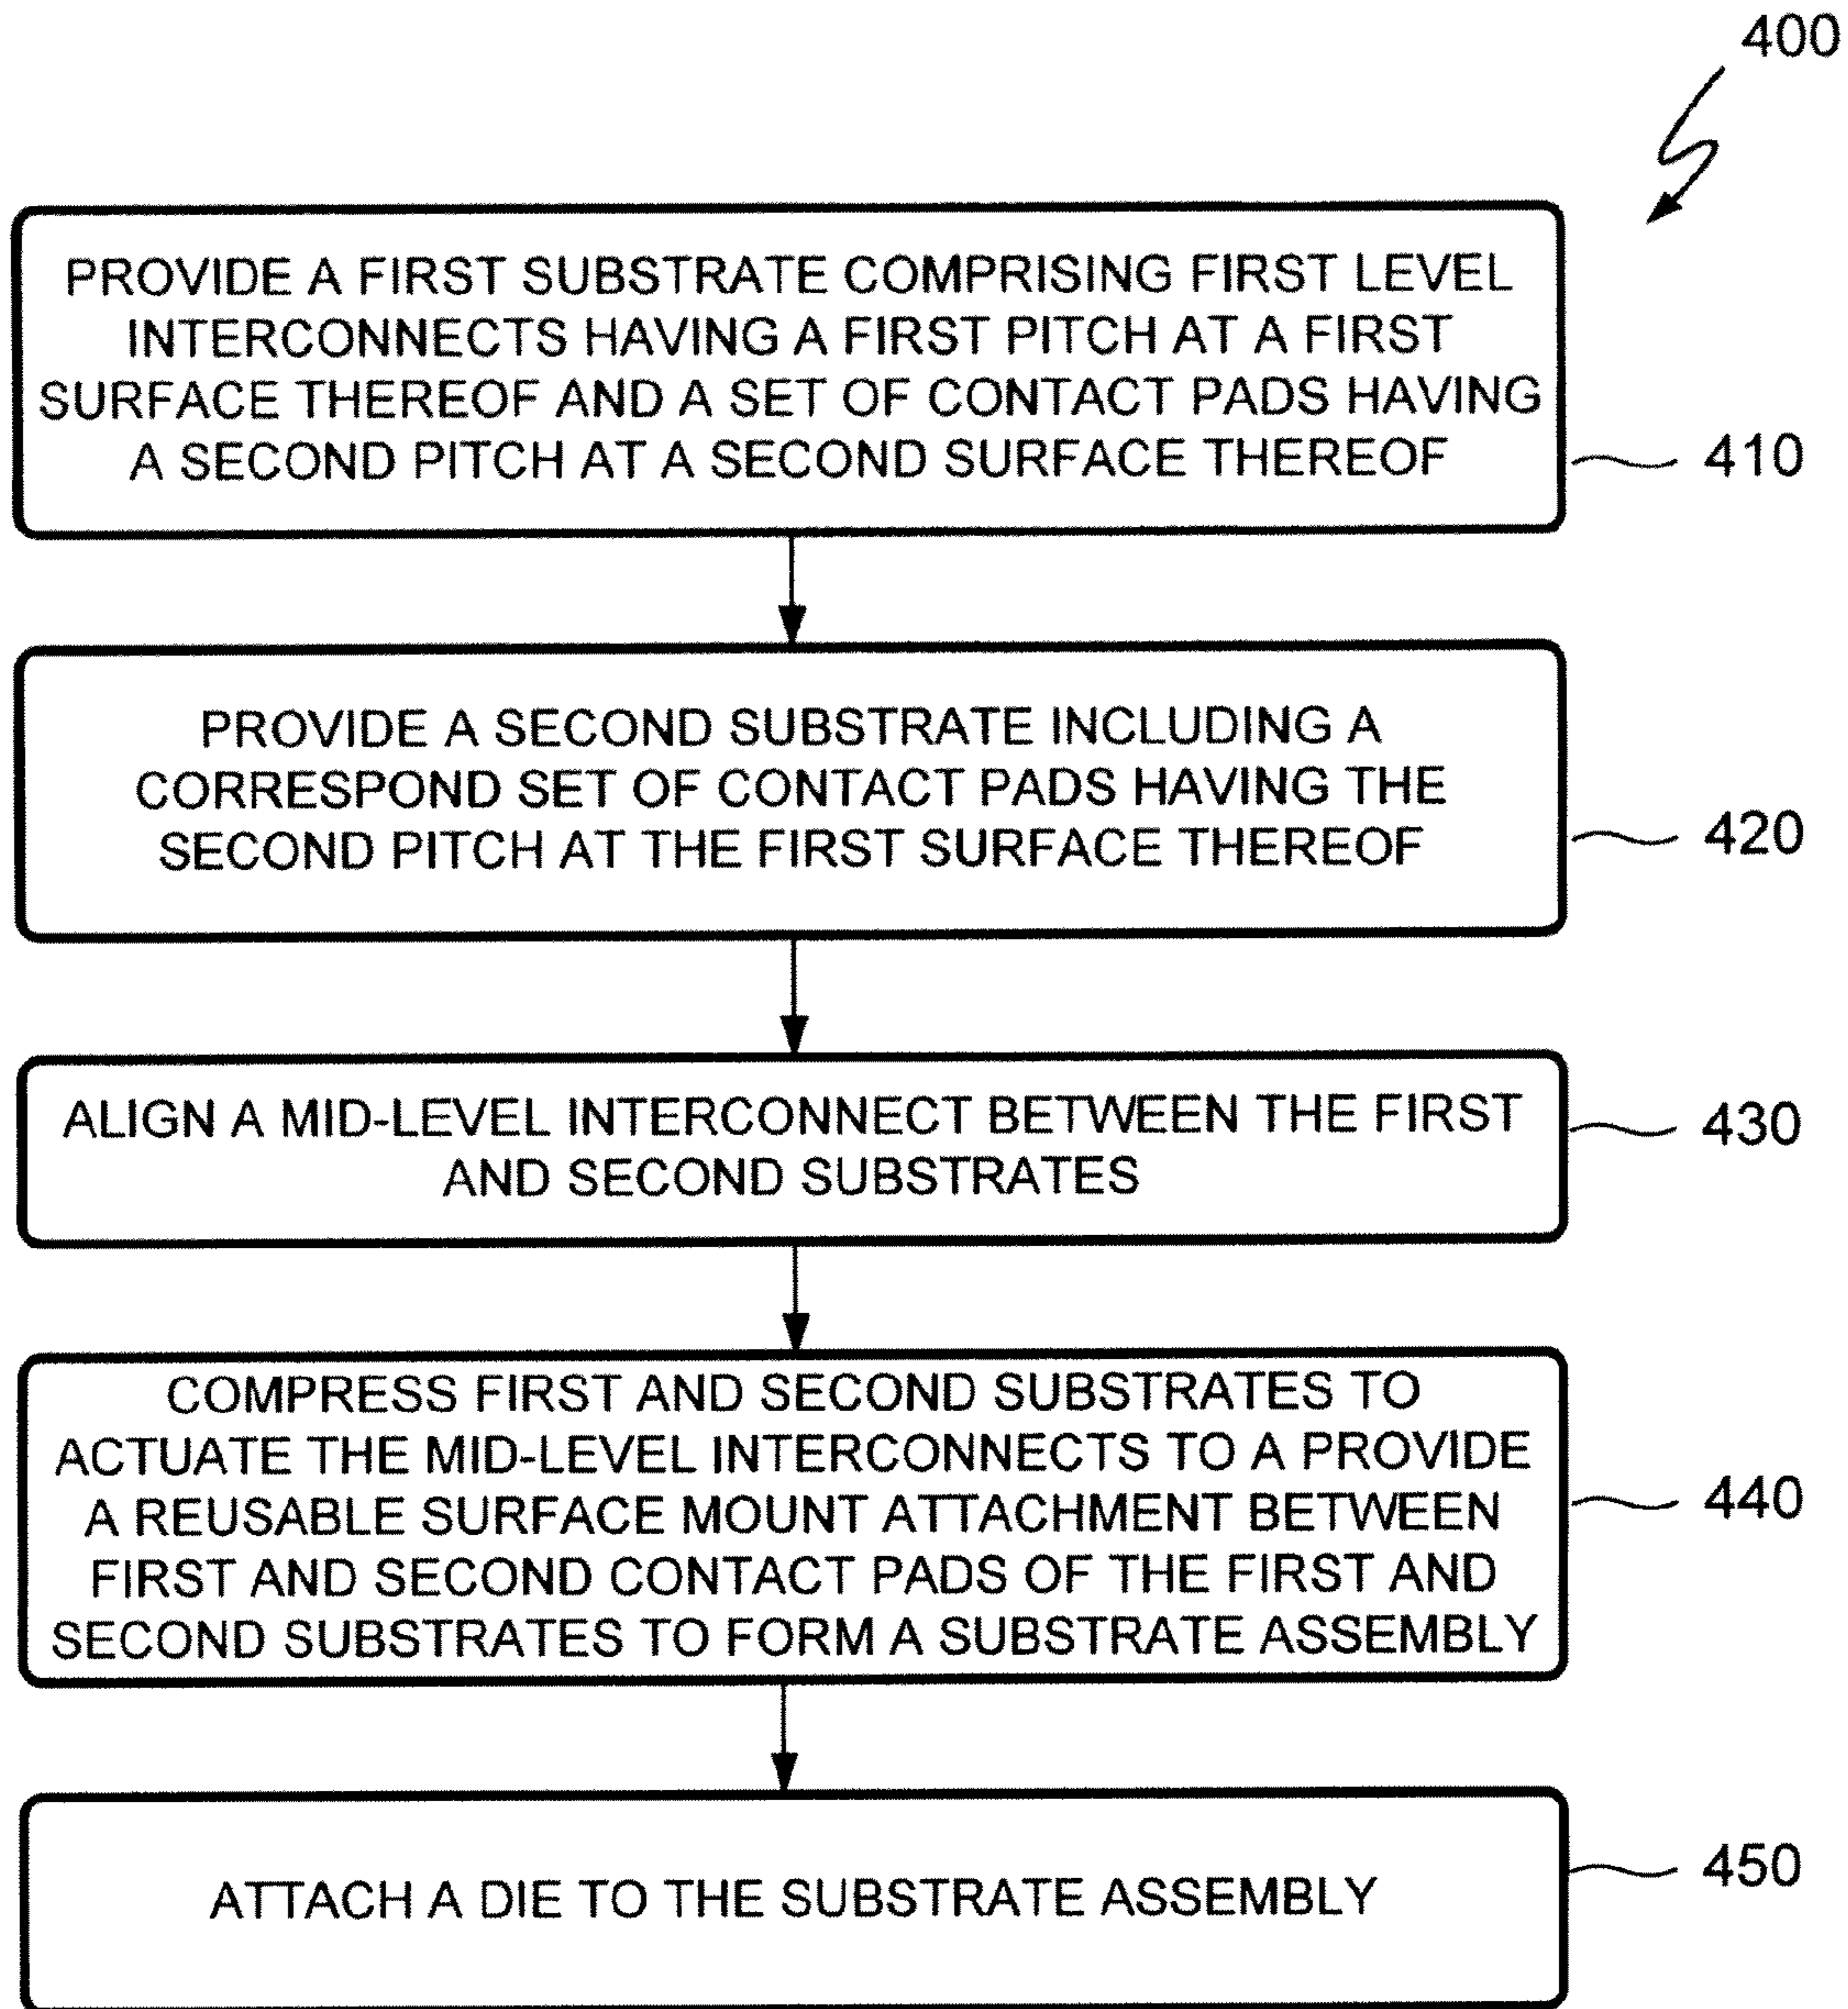 400
PROVIDE A FIRST SUBSTRATE COMPRISING FIRST LEVEL
INTERCONNECTS HAVING A FIRST PITCH AT A FIRST
SURFACE THEREOF AND A SET OF CONTACT PADS HAVING
A SECOND PITCH AT A SECOND SURFACE THEREOF
410
PROVIDE A SECOND SUBSTRATE INCLUDING A
CORRESPOND SET OF CONTACT PADS HAVING THE
SECOND PITCH AT THE FIRST SURFACE THEREOF
420
ALIGN A MID-LEVEL INTERCONNECT BETWEEN THE FIRST
AND SECOND SUBSTRATES
430
COMPRESS FIRST AND SECOND SUBSTRATES TO
ACTUATE THE MID-LEVEL INTERCONNECTS TO A PROVIDE
A REUSABLE SURFACE MOUNT ATTACHMENT BETWEEN
FIRST AND SECOND CONTACT PADS OF THE FIRST AND
SECOND SUBSTRATES TO FORM A SUBSTRATE ASSEMBLY
440
ATTACH A DIE TO THE SUBSTRATE ASSEMBLY
450